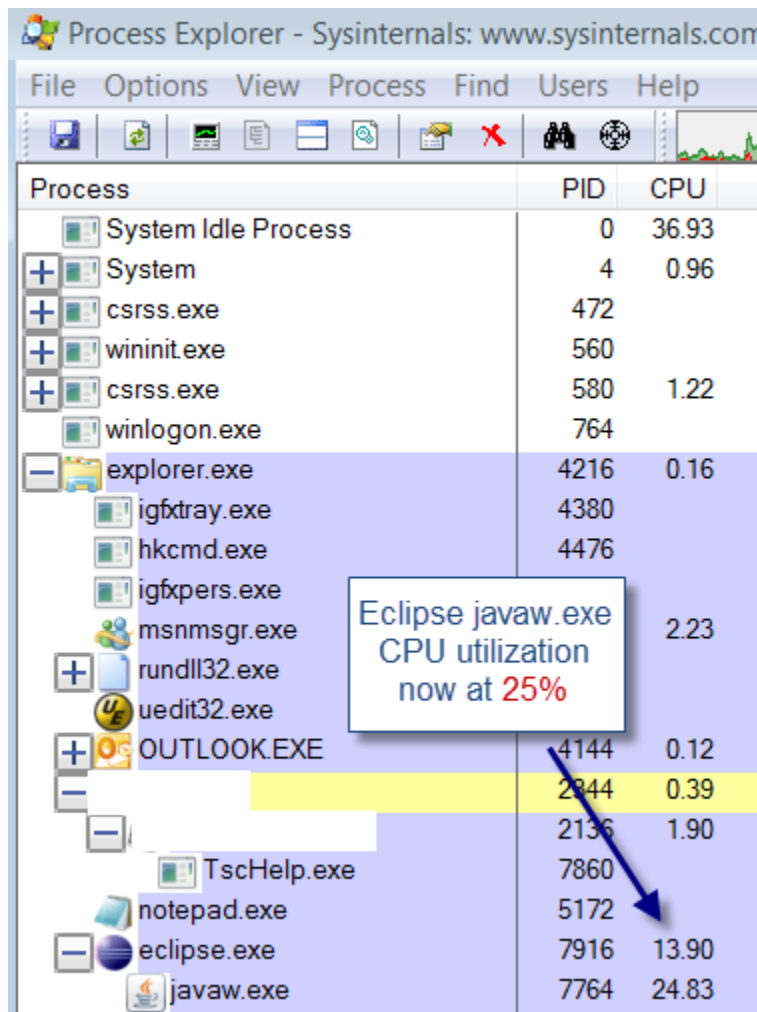 Process Explorer - Sysinternals: www.sysinternals.com
File Options View Process Find Users Help
Process PID CPU
System Idle Process 0 36.93
System 4 0.96
csrss.exe 472
wininit.exe 560
csrss.exe 580 1.22
winlogon.exe 764
explorer.exe 4216 0.16
igfxtray.exe 4380
hkcmd.exe 4476
igfxpers.exe
msnmsgr.exe 2.23
rundll32.exe
uedit32.exe
Eclipse javaw.exe
CPU utilization
now at 25%
OUTLOOK.EXE 4144 0.12
2344 0.39
2136 1.90
TscHelp.exe 7860
notepad.exe 5172
eclipse.exe 7916 13.90
javaw.exe 7764 24.83